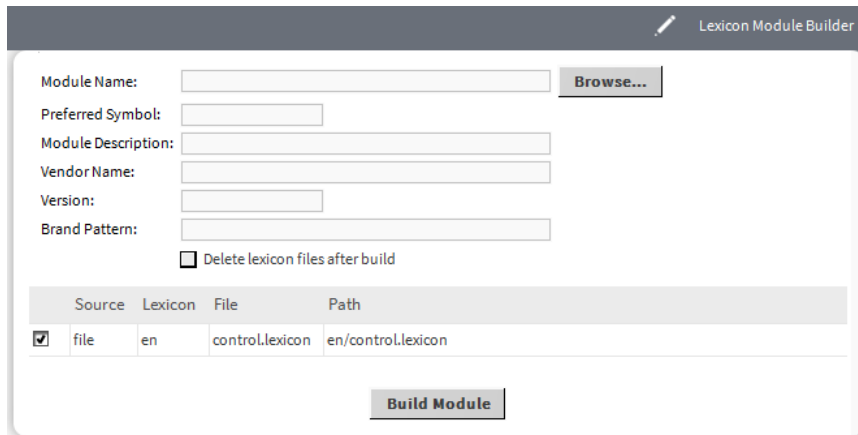 Lexicon Module Builder
Module Name: Browse...
Preferred Symbol:
Module Description:
Vendor Name:
Version:
Brand Pattern:
Delete lexicon files after build
Source Lexicon File Path
file en control.lexicon en/control.lexicon
Build Module